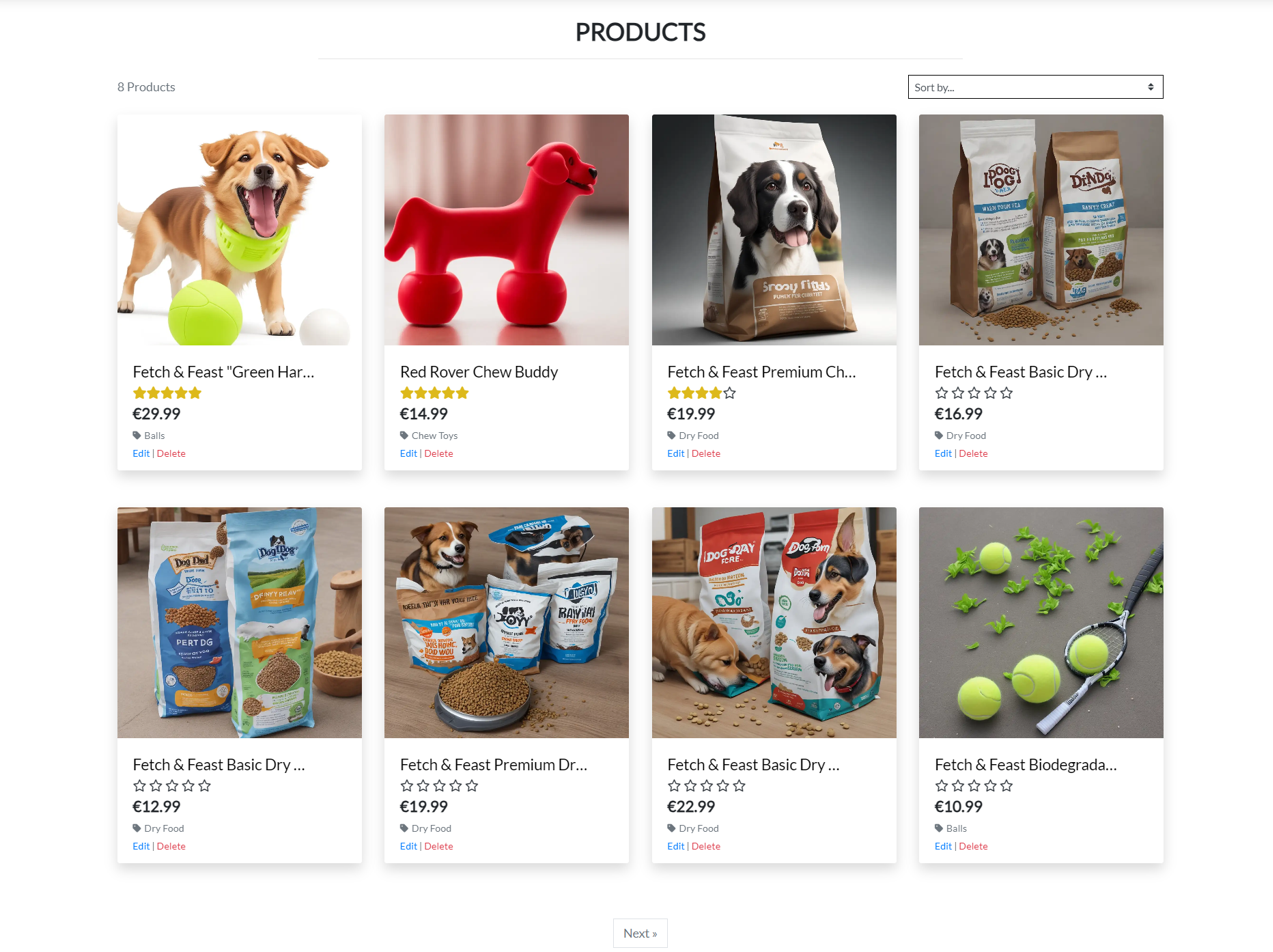 PRODUCTS
8 Products
Sort by...
Fetch & Feast "Green Har...
€29.99
Balls
Edit | Delete
Red Rover Chew Buddy
€14.99
Chew Toys
Edit | Delete
Fetch & Feast Premium Ch...
€19.99
Dry Food
Edit | Delete
Fetch & Feast Basic Dry ...
€16.99
Dry Food
Edit | Delete
Fetch & Feast Basic Dry ...
€12.99
Dry Food
Edit | Delete
Fetch & Feast Premium Dr...
€19.99
Dry Food
Edit | Delete
Fetch & Feast Basic Dry ...
€22.99
Dry Food
Edit | Delete
Fetch & Feast Biodegrada...
€10.99
Balls
Edit | Delete
Next »